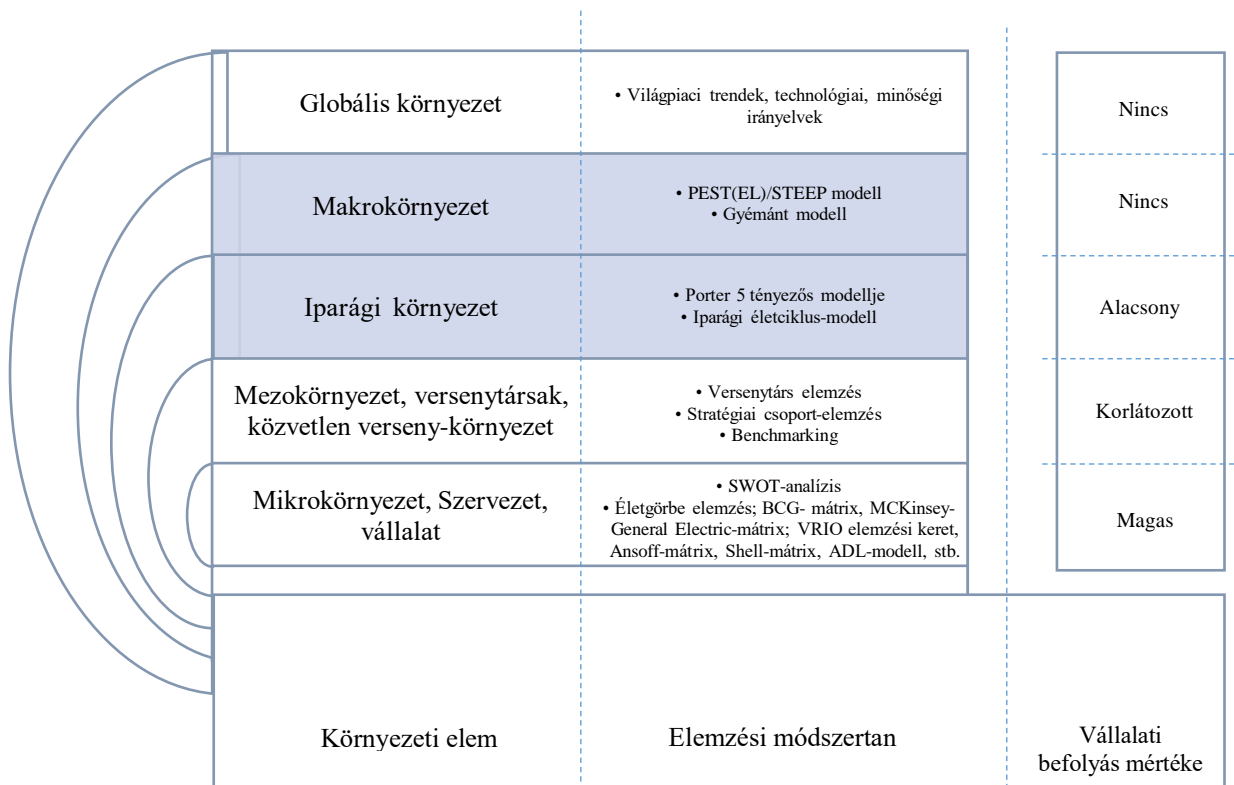 Globális környezet
• Világpiaci trendek, technológiai, minőségi
irányelvek
Nincs
Makrokörnyezet
• PEST(EL)/STEEP modell
• Gyémánt modell
Nincs
Iparági környezet
• Porter 5 tényezős modellje
• Iparági életciklus-modell
Alacsony
Mezokörnyezet, versenytársak,
közvetlen verseny-környezet
• Versenytárs elemzés
• Stratégiai csoport-elemzés
• Benchmarking
Korlátozott
Mikrokörnyezet, Szervezet,
vállalat
• SWOT-analízis
• Életgörbe elemzés; BCG- mátrix, MCKinsey-
General Electric-mátrix; VRIO elemzési keret,
Ansoff-mátrix, Shell-mátrix, ADL-modell, stb.
Magas
Környezeti elem
Elemzési módszertan
Vállalati
befolyás mértéke